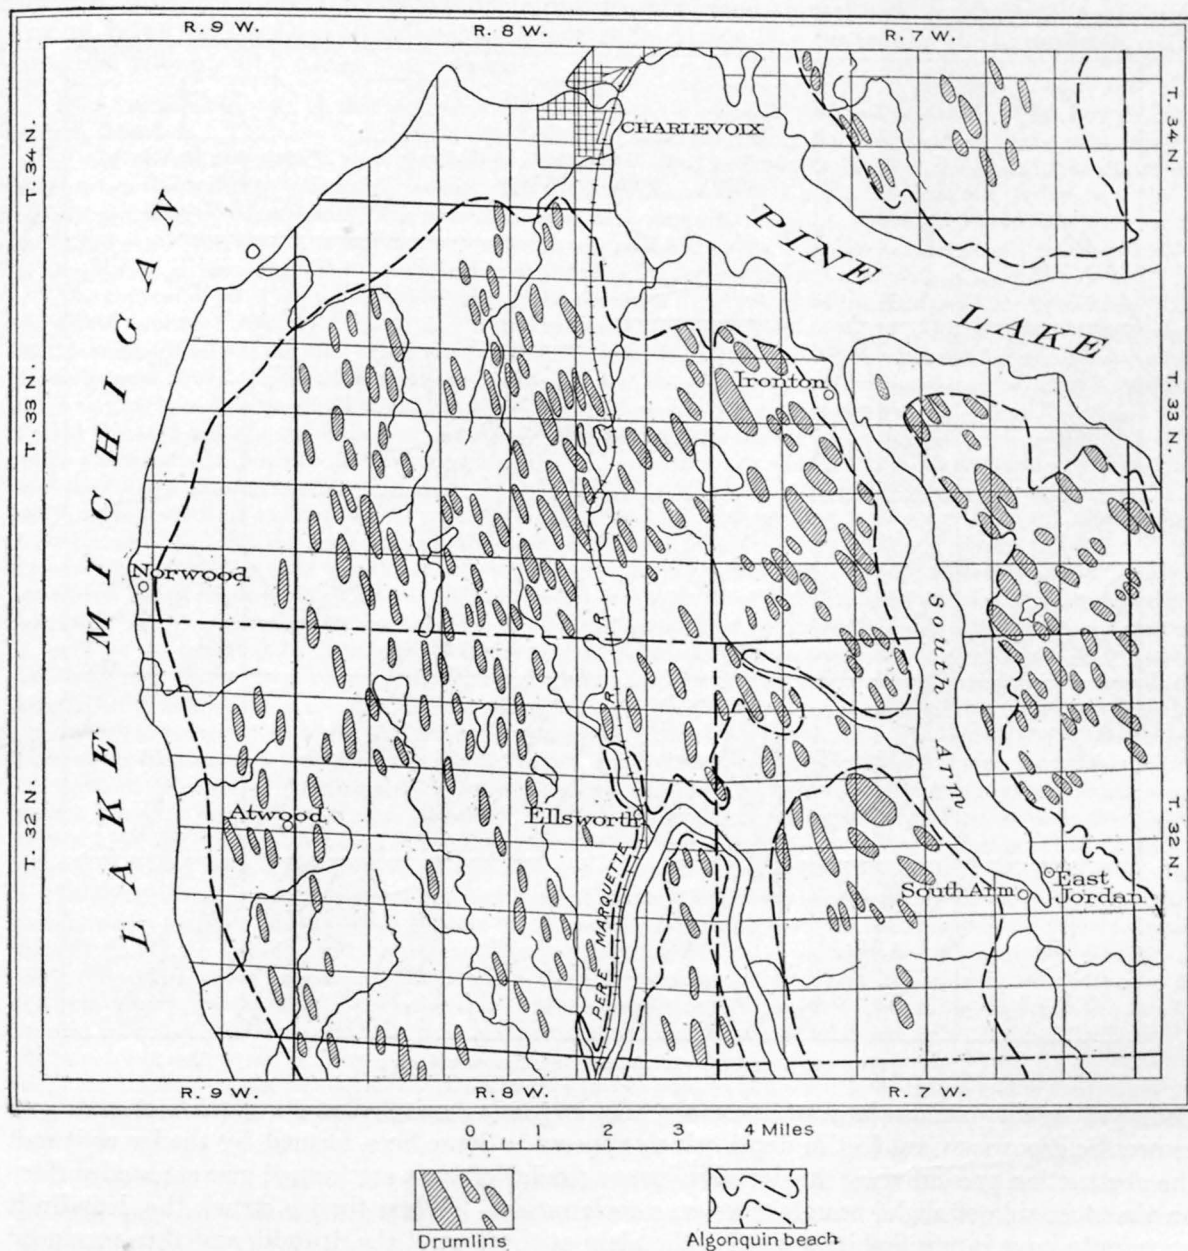 R. 9 W.
R. 8 W.
R. 7 W.
T. 34 N.
T. 34 N.
CHARLEVOIX
PINE
LAKE
LAKE MICHIGAN
Ironton
T. 33 N.
T. 33 N.
Norwood
R. R.
South Arm
Atwood
Ellsworth
T. 32 N.
T. 32 N.
PERE MARQUETTE
South Arm
East
Jordan
R. 9 W.
R. 8 W.
R. 7 W.
0 1 2 3 4 Miles
Drumlins
Algonquin beach